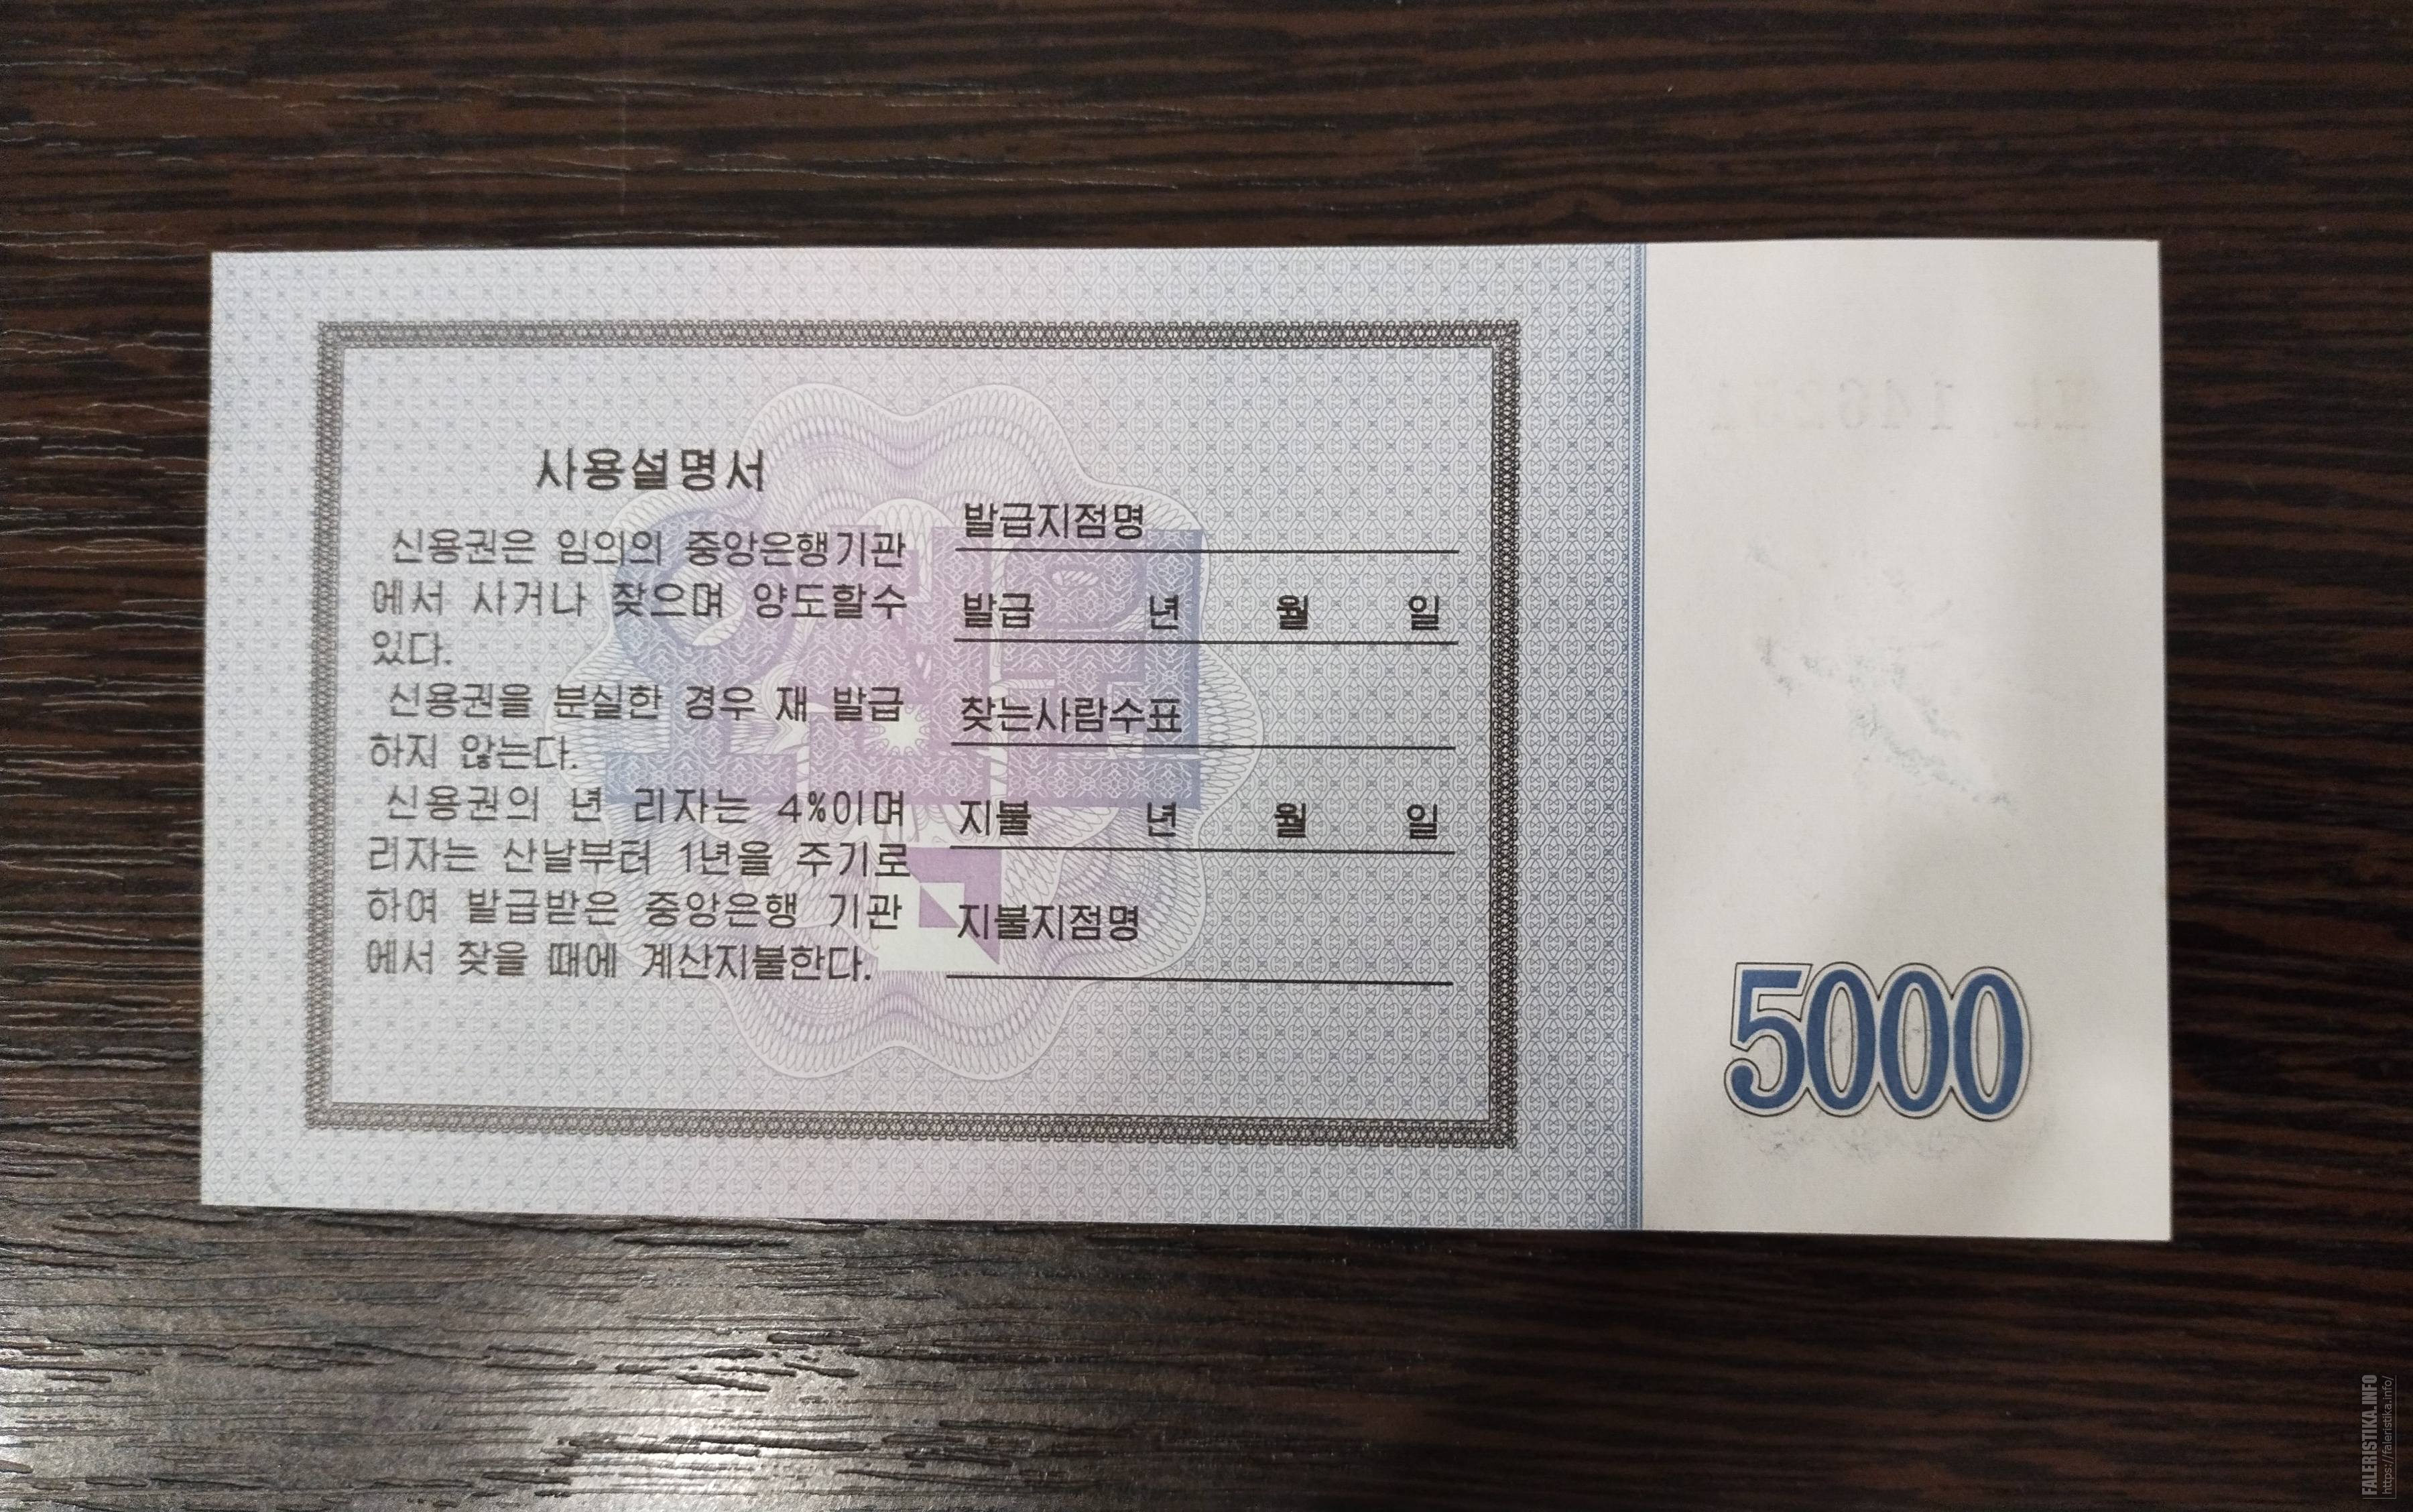 사용설명서
신용권은 임의의 중앙은행기관
에서 사거나 찾으며 양도할수
있다.
신용권을 분실한 경우 재 발급
하지 않는다.
신용권의 년 리자는 4%이며
리자는 산날부터 1년을 주기로
하여 발급받은 중앙은행 기관
에서 찾을 때에 계산지불한다.
발급지점명
발급 년 월 일
찾는사람수표
지불 년 월 일
지불지점명
5000
FALERISTIKA.INFO
https://faleristika.info/